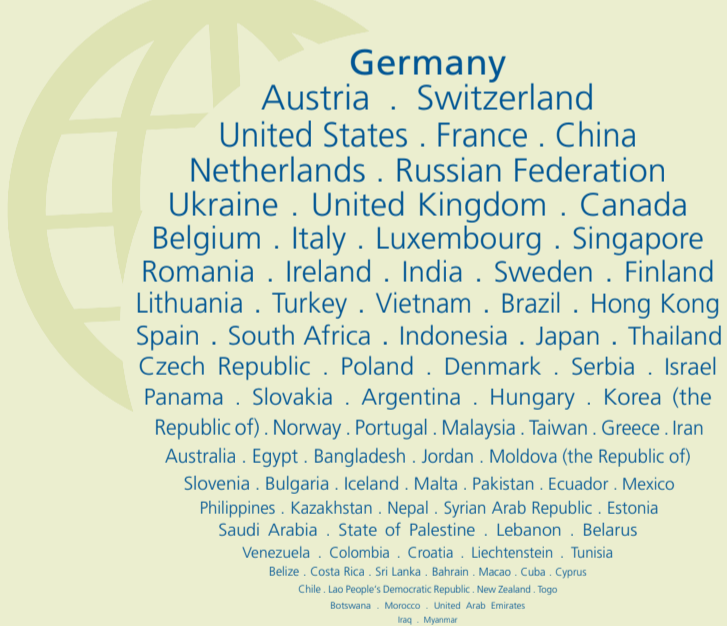 Germany
Austria . Switzerland
United States . France . China
Netherlands . Russian Federation
Ukraine . United Kingdom . Canada
Belgium . Italy . Luxembourg . Singapore
Romania . Ireland . India . Sweden . Finland
Lithuania . Turkey . Vietnam . Brazil . Hong Kong
Spain . South Africa . Indonesia . Japan . Thailand
Czech Republic . Poland . Denmark . Serbia . Israel
Panama . Slovakia . Argentina . Hungary . Korea (the
Republic of) . Norway . Portugal . Malaysia . Taiwan . Greece . Iran
Australia . Egypt . Bangladesh . Jordan . Moldova (the Republic of)
Slovenia . Bulgaria . Iceland . Malta . Pakistan . Ecuador . Mexico
Philippines . Kazakhstan . Nepal . Syrian Arab Republic . Estonia
Saudi Arabia . State of Palestine . Lebanon . Belarus
Venezuela . Colombia . Croatia . Liechtenstein . Tunisia
Belize . Costa Rica . Sri Lanka . Bahrain . Macao . Cuba . Cyprus
Chile . Lao People's Democratic Republic . New Zealand . Togo
Botswana . Morocco . United Arab Emirates
Iraq . Myanmar